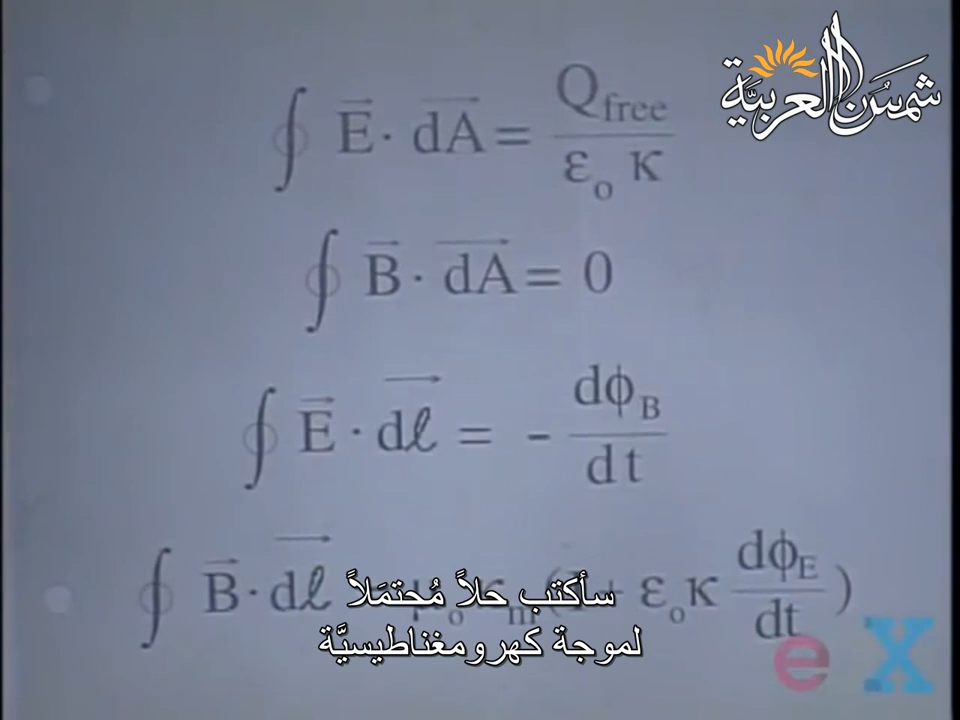 شمس العربية
∮ E⃗ · dA⃗ = Q_free / ε_o κ
∮ B⃗ · dA⃗ = 0
∮ E⃗ · dℓ⃗ = - dϕ_B / dt
∮ B⃗ · dℓ⃗ ε_o κ dϕ_E / dt )
سأكتب حلاً مُحتمَلاً
لموجة كهرومغناطيسيَّة
eX